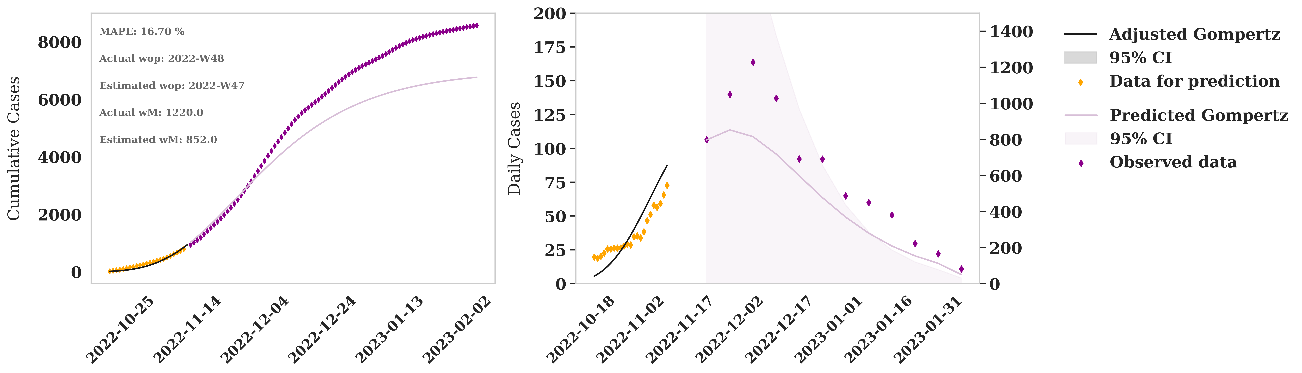 MAPE: 16.70 %
Actual wop: 2022-W48
Estimated wop: 2022-W47
Actual wM: 1220.0
Estimated wM: 852.0
Cumulative Cases
8000
6000
4000
2000
0
2022-10-25
2022-11-14
2022-12-04
2022-12-24
2023-01-13
2023-02-02
Daily Cases
200
175
150
125
100
75
50
25
0
2022-10-18
2022-11-02
2022-11-17
2022-12-02
2022-12-17
2023-01-01
2023-01-16
2023-01-31
1400
1200
1000
800
600
400
200
0
Adjusted Gompertz
95% CI
Data for prediction
Predicted Gompertz
95% CI
Observed data